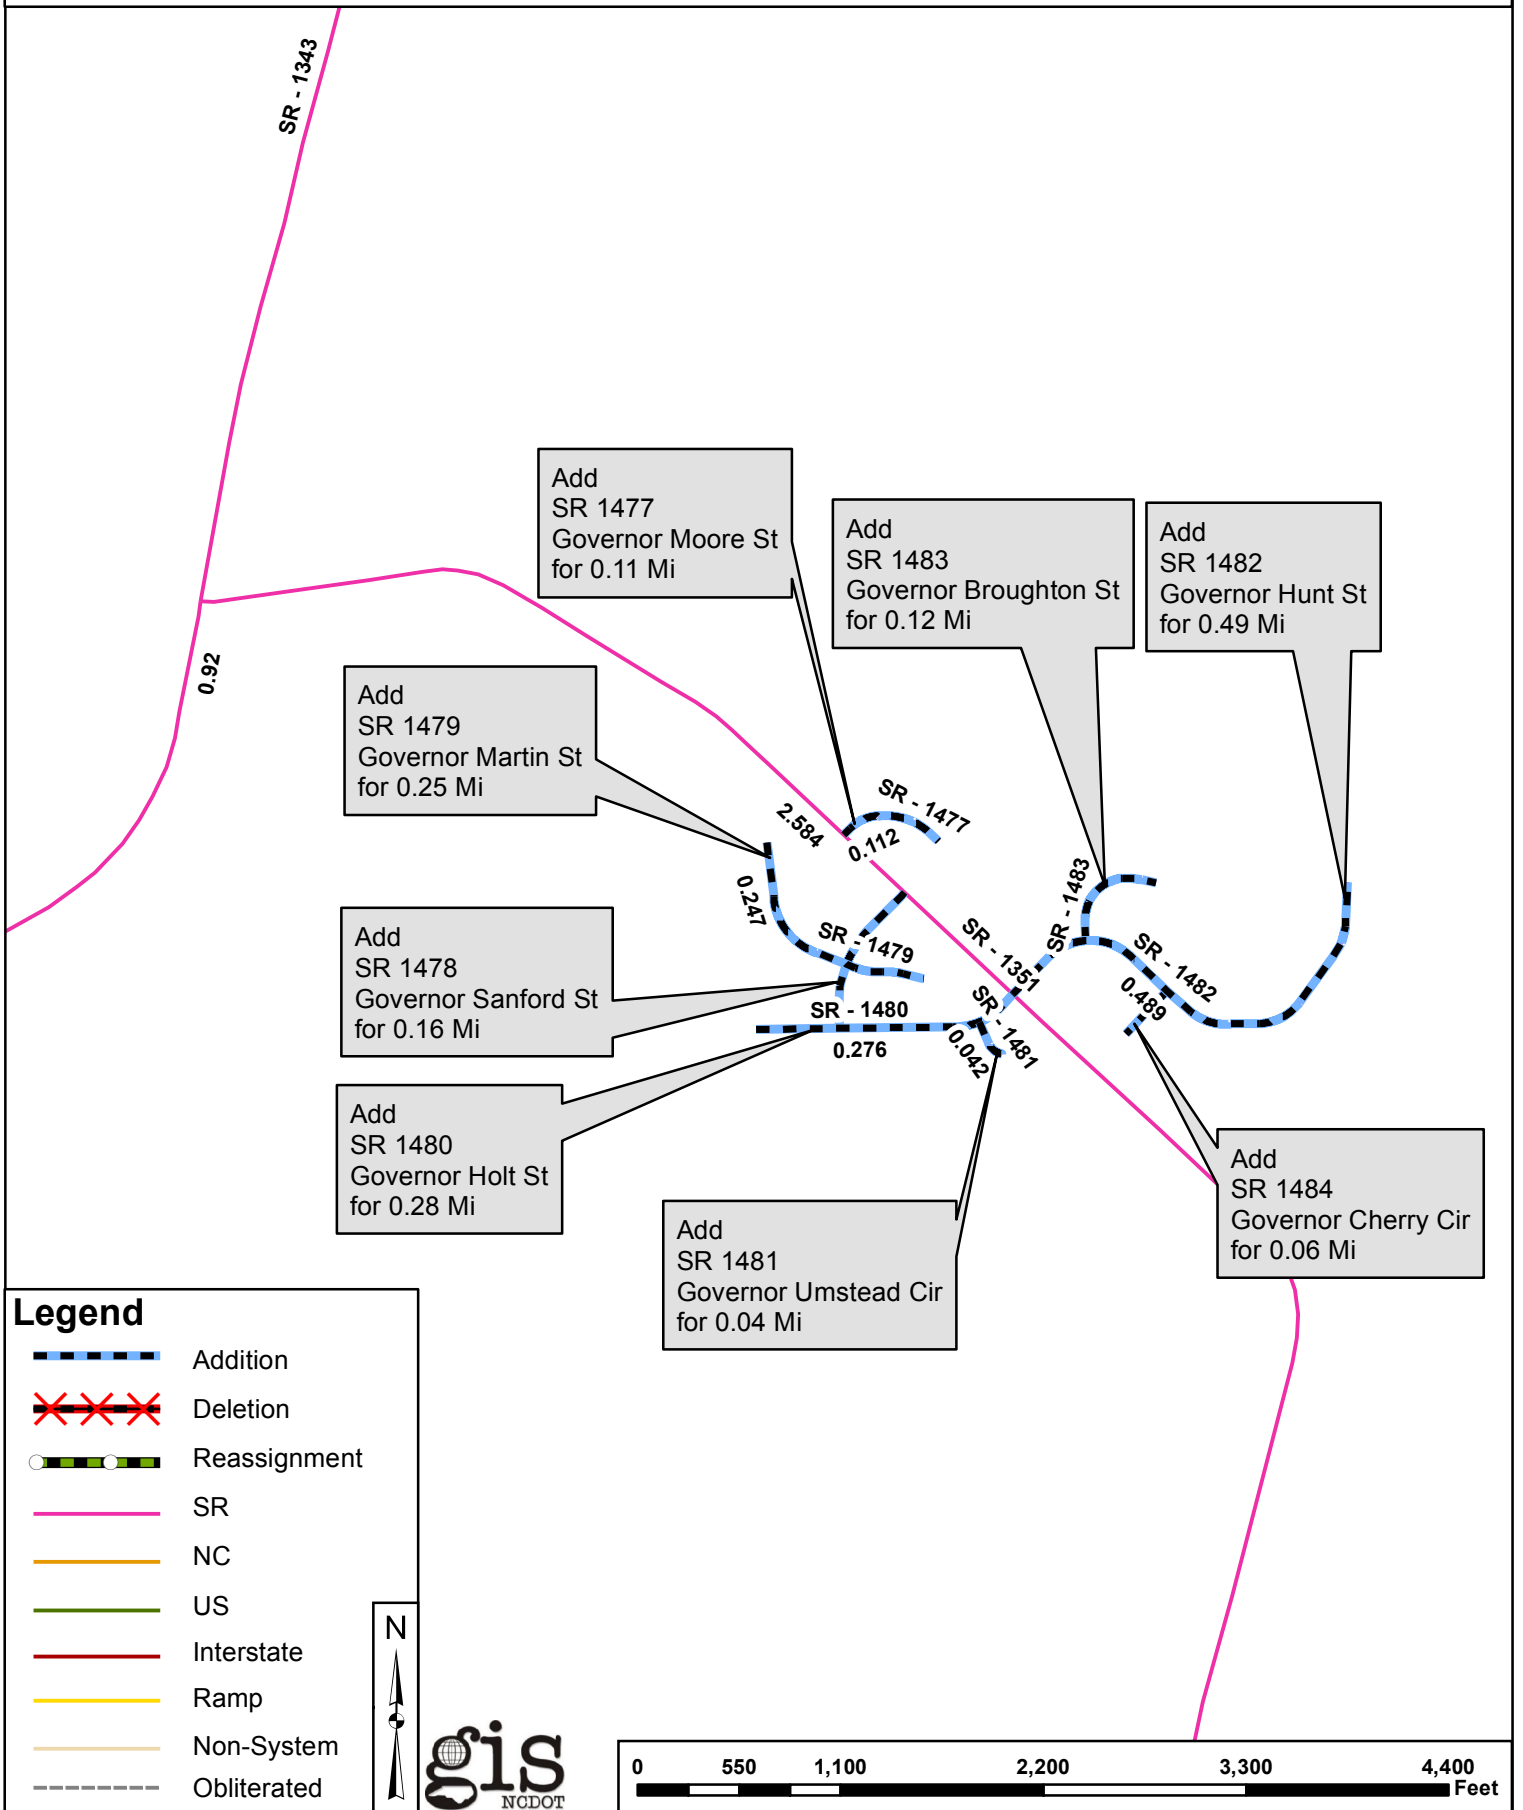 SR - 1343
Add
SR 1477
Governor Moore St
for 0.11 Mi
Add
SR 1483
Governor Broughton St
for 0.12 Mi
Add
SR 1482
Governor Hunt St
for 0.49 Mi
0.92
Add
SR 1479
Governor Martin St
for 0.25 Mi
2.584
SR - 1477
0.112
0.247
SR - 1479
SR - 1483
SR - 1351
SR - 1482
0.489
Add
SR 1478
Governor Sanford St
for 0.16 Mi
SR - 1480
0.276
SR - 1481
0.042
Add
SR 1480
Governor Holt St
for 0.28 Mi
Add
SR 1481
Governor Umstead Cir
for 0.04 Mi
Add
SR 1484
Governor Cherry Cir
for 0.06 Mi
Legend
Addition
Deletion
Reassignment
SR
NC
US
Interstate
Ramp
Non-System
Obliterated
N
gis
NCDOT
0 550 1,100 2,200 3,300 4,400
Feet